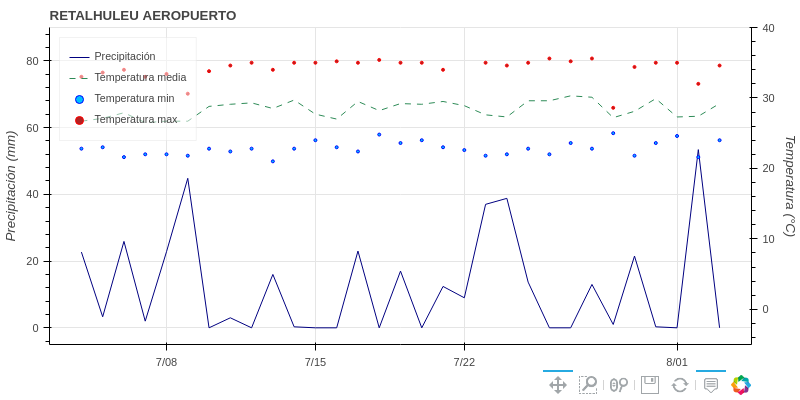 RETALHULEU AEROPUERTO
Precipitación
Temperatura media
Temperatura min
Temperatura max
Precipitación (mm)
80
60
40
20
0
Temperatura (°C)
40
30
20
10
0
7/08
7/15
7/22
8/01